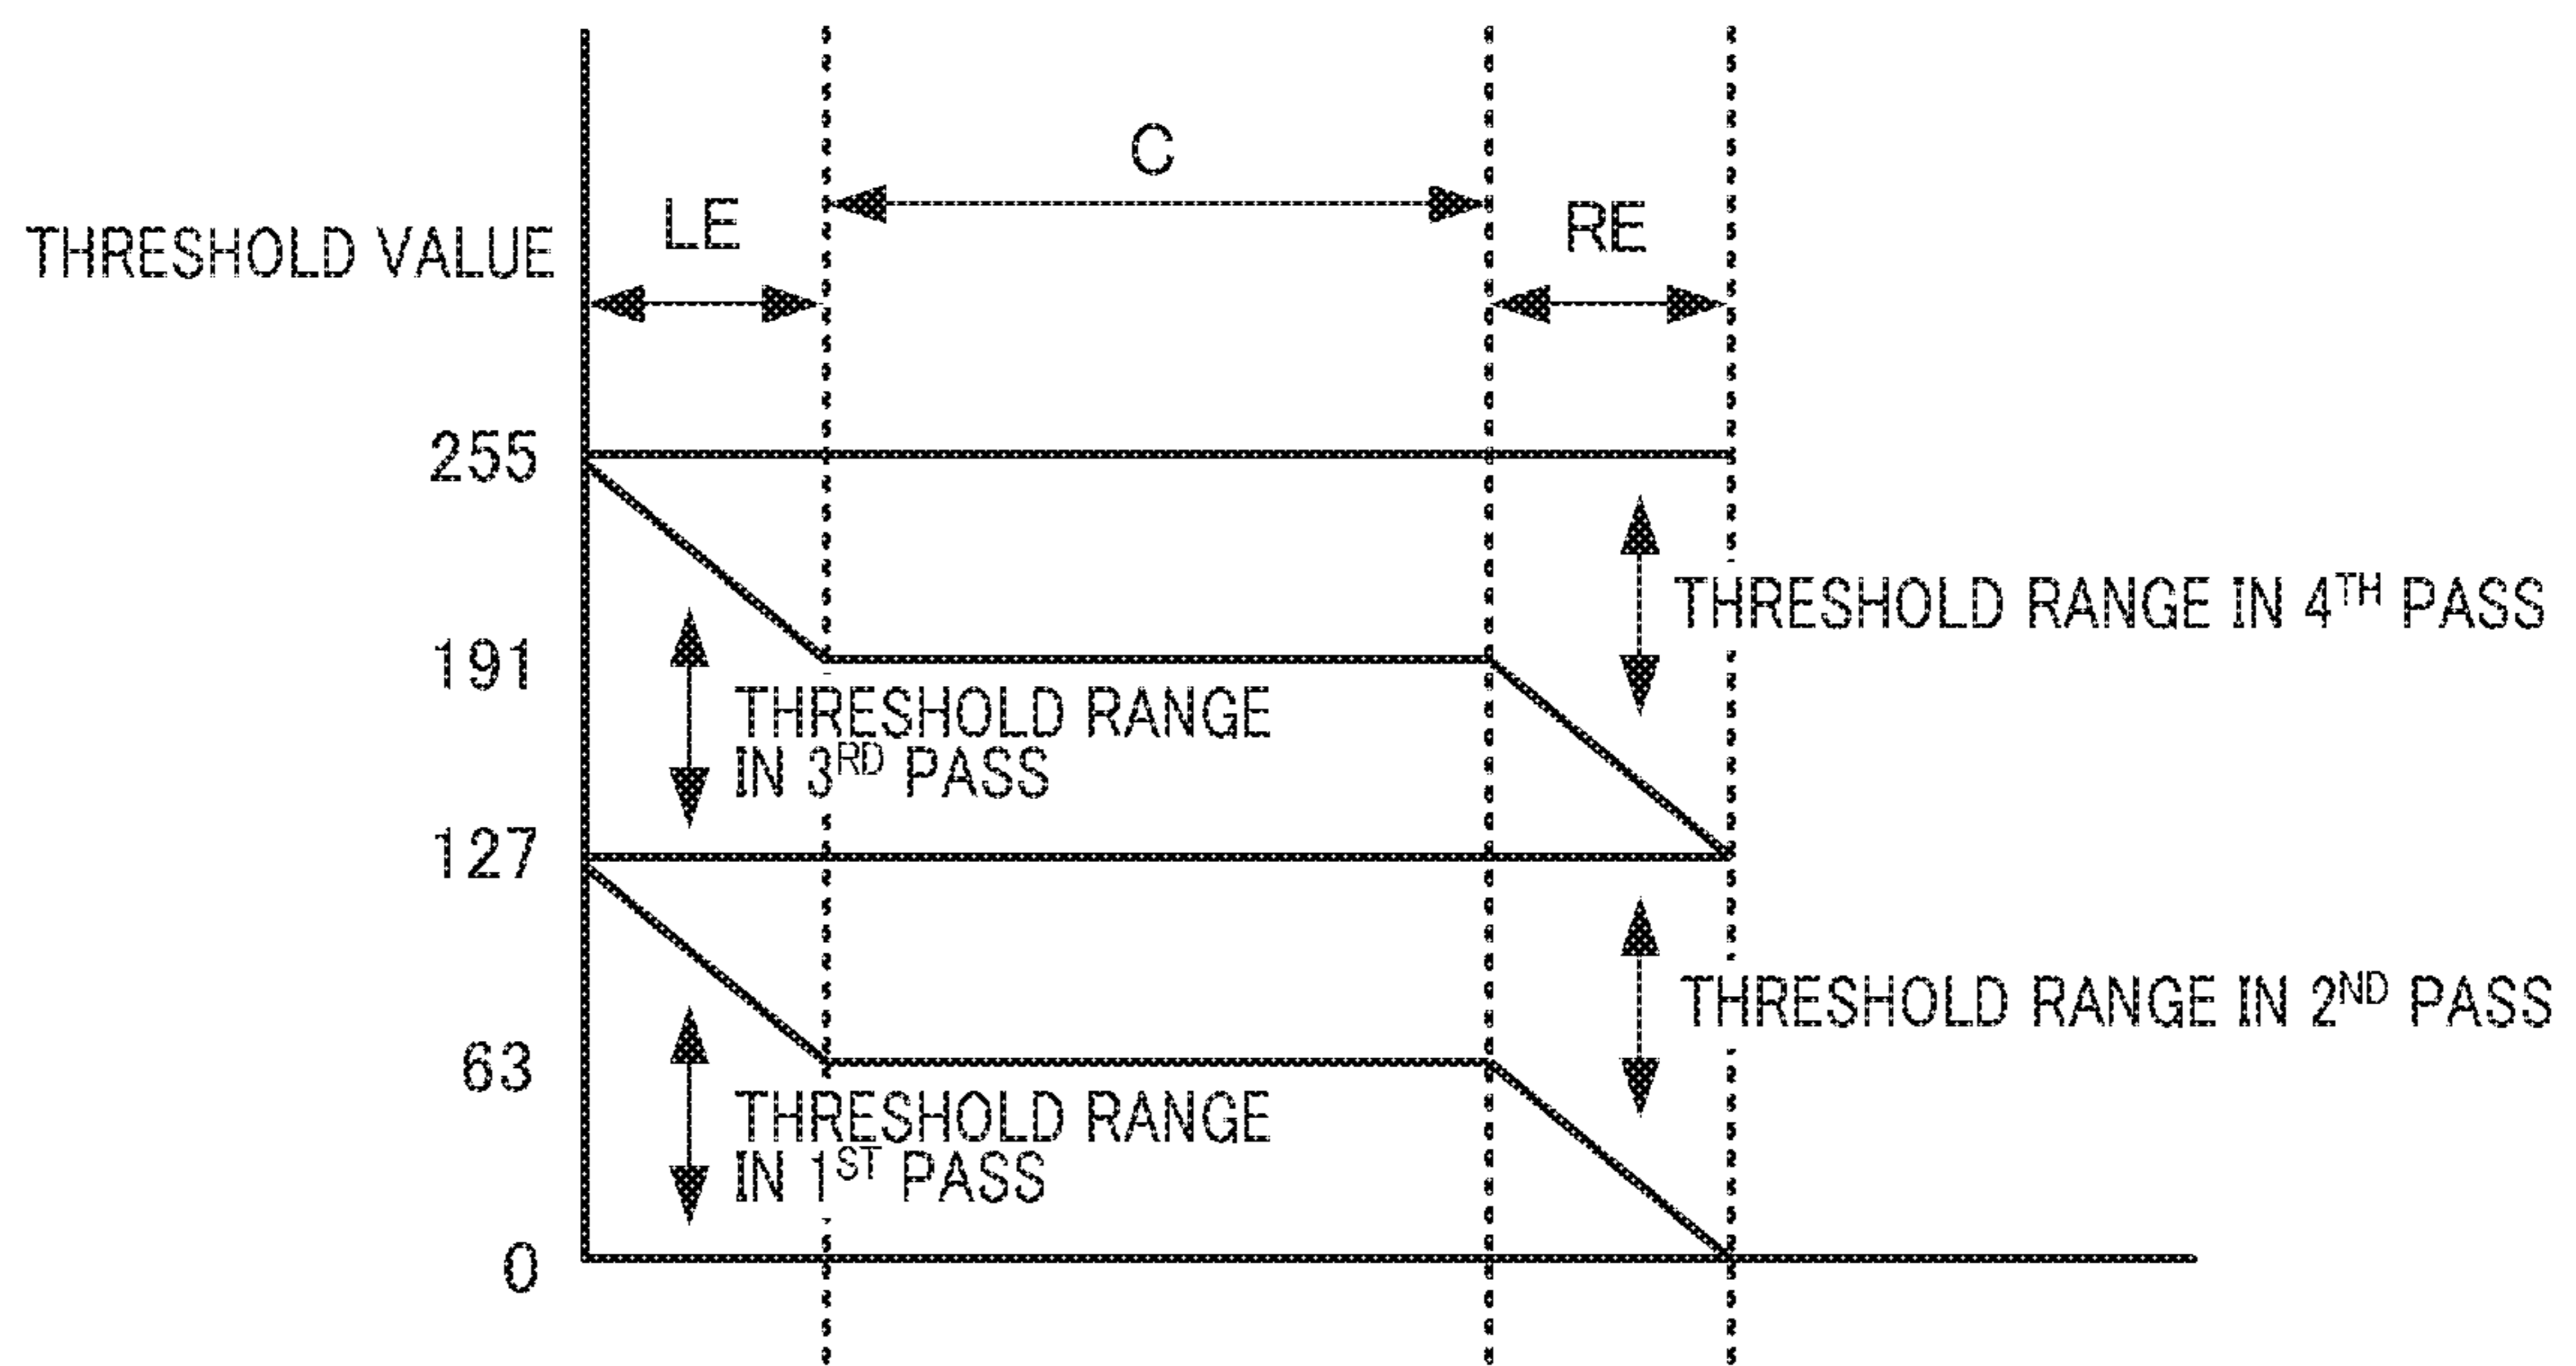 C
LE
RE
THRESHOLD VALUE
255
THRESHOLD RANGE IN 4TH PASS
191
THRESHOLD RANGE
IN 3RD PASS
127
THRESHOLD RANGE IN 2ND PASS
63
THRESHOLD RANGE
IN 1ST PASS
0